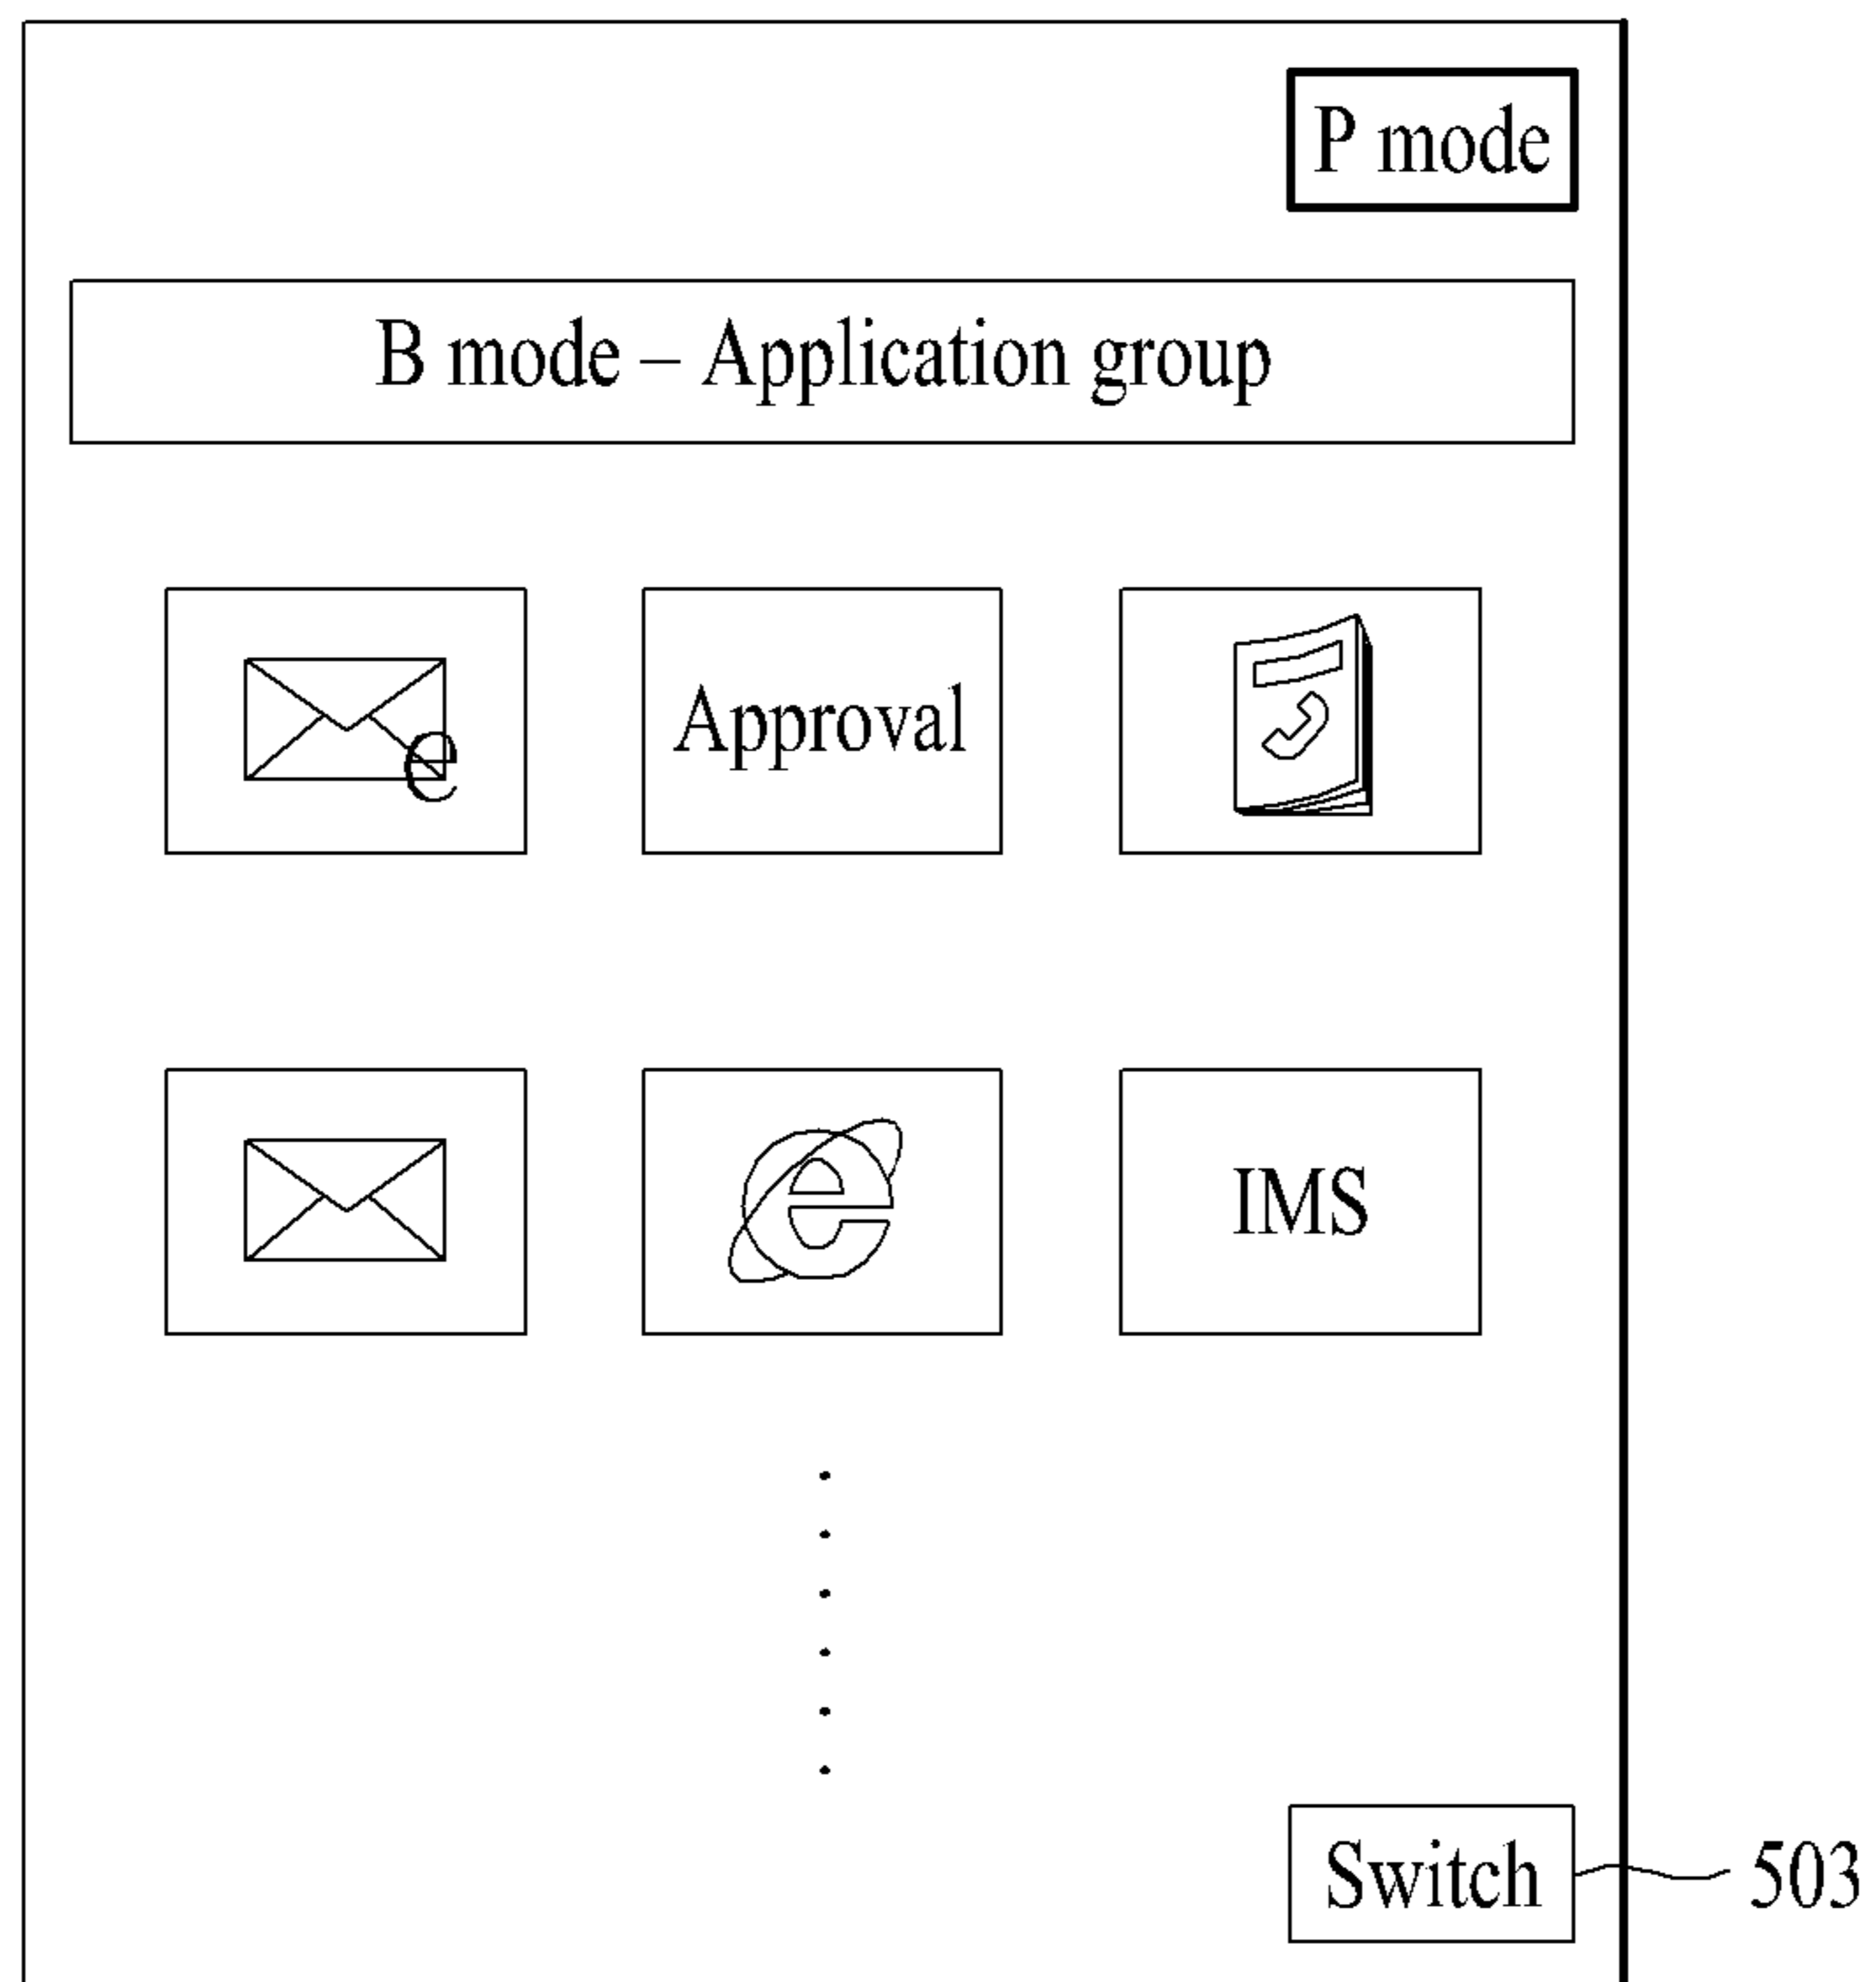 P mode
B mode – Application group
e
Approval
e
IMS
Switch
503